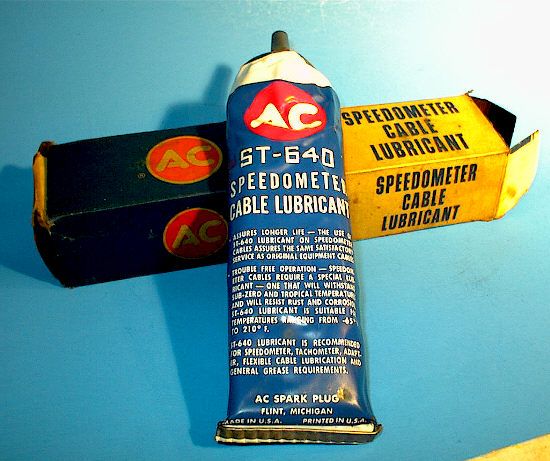 AC
ST-640
SPEEDOMETER
CABLE LUBRICANT
ASSURES LONGER LIFE — THE USE
ST-640 LUBRICANT ON SPEEDOMETER
CABLES ASSURES THE SAME SATISFACTORY
SERVICE AS ORIGINAL EQUIPMENT CABLES
TROUBLE FREE OPERATION — SPEEDOM-
ETER CABLES REQUIRE A SPECIAL
RICANT — ONE THAT WILL WITHSTAND
SUB-ZERO AND TROPICAL TEMPERATURES
AND WILL RESIST RUST AND CORROSION
ST-640 LUBRICANT IS SUITABLE FOR
TEMPERATURES RANGING FROM
TO 210° F.
ST-640 LUBRICANT IS RECOMMENDED
FOR SPEEDOMETER, TACHOMETER, ADAPT-
ER, FLEXIBLE CABLE LUBRICATION AND
GENERAL GREASE REQUIREMENTS.
AC SPARK PLUG
FLINT, MICHIGAN
MADE IN U.S.A. PRINTED IN U.S.A.
AC
®
AC
SPEEDOMETER
CABLE
LUBRICANT
SPEEDOMETER
CABLE
LUBRICANT